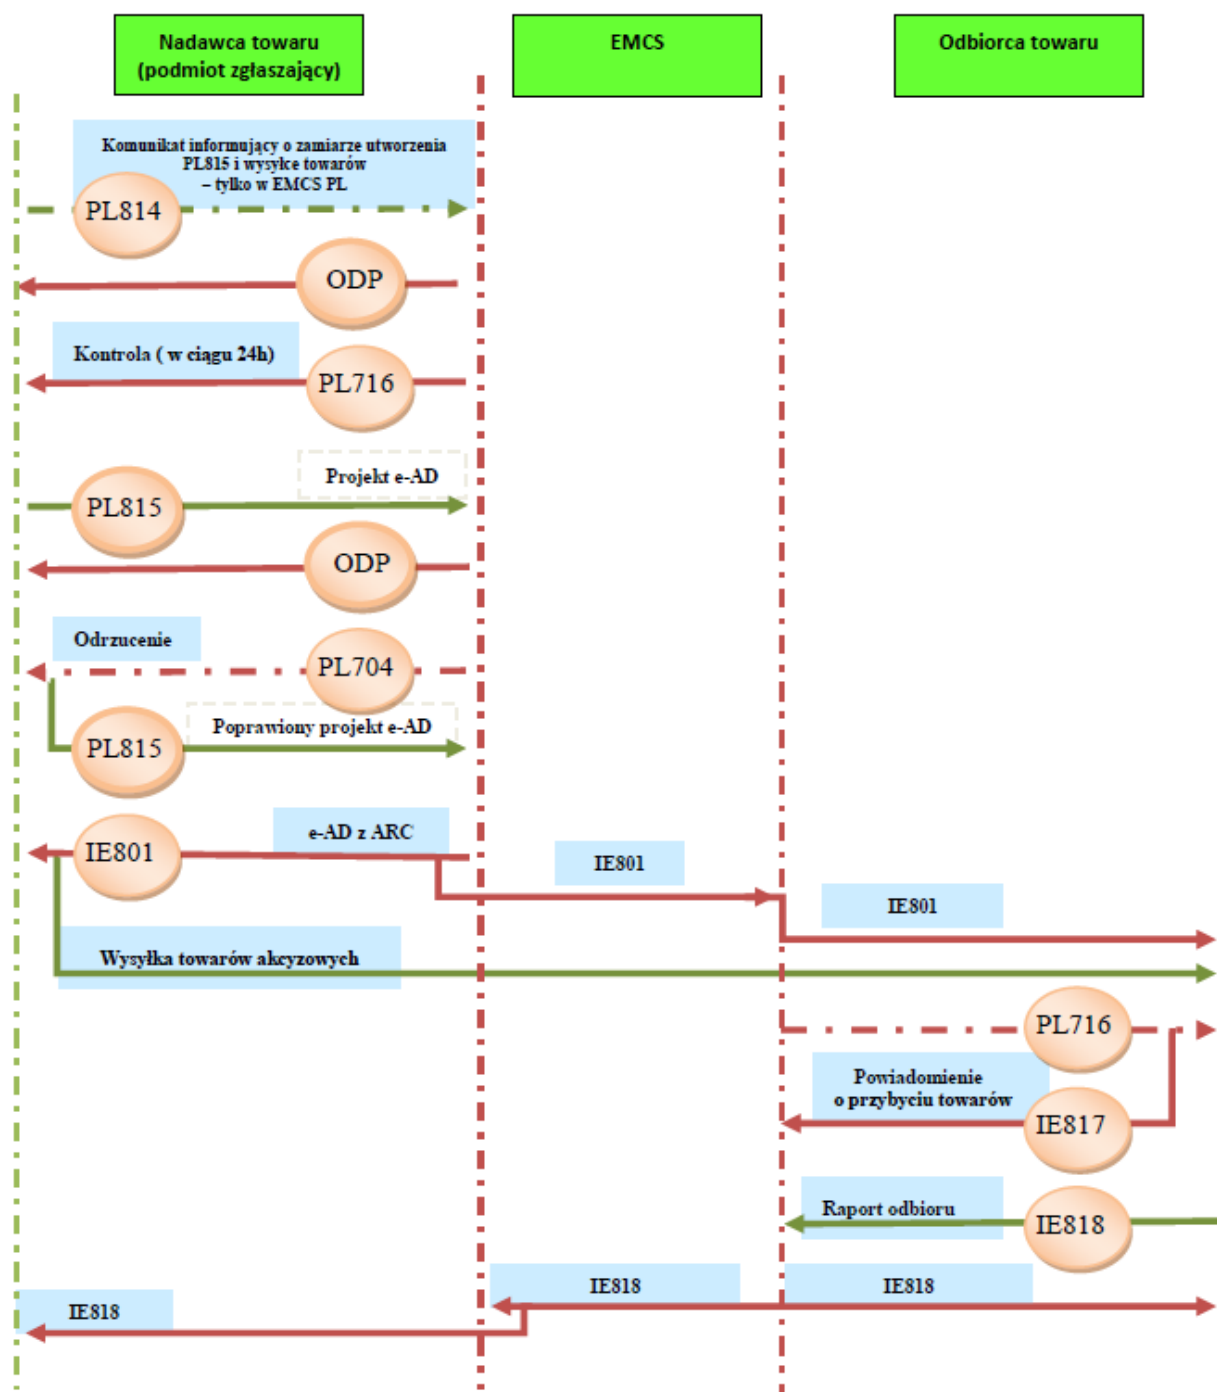 Nadawca towaru
(podmiot zgłaszający)
EMCS
Odbiorca towaru
Komunikat informujący o zamiarze utworzenia
PL815 i wysyłce towarów
– tylko w EMCS PL
PL814
ODP
Kontrola ( w ciągu 24h)
PL716
Projekt e-AD
PL815
ODP
Odrzucenie
PL704
Poprawiony projekt e-AD
PL815
e-AD z ARC
IE801
IE801
IE801
Wysyłka towarów akcyzowych
PL716
Powiadomienie
o przybyciu towarów
IE817
Raport odbioru
IE818
IE818
IE818
IE818